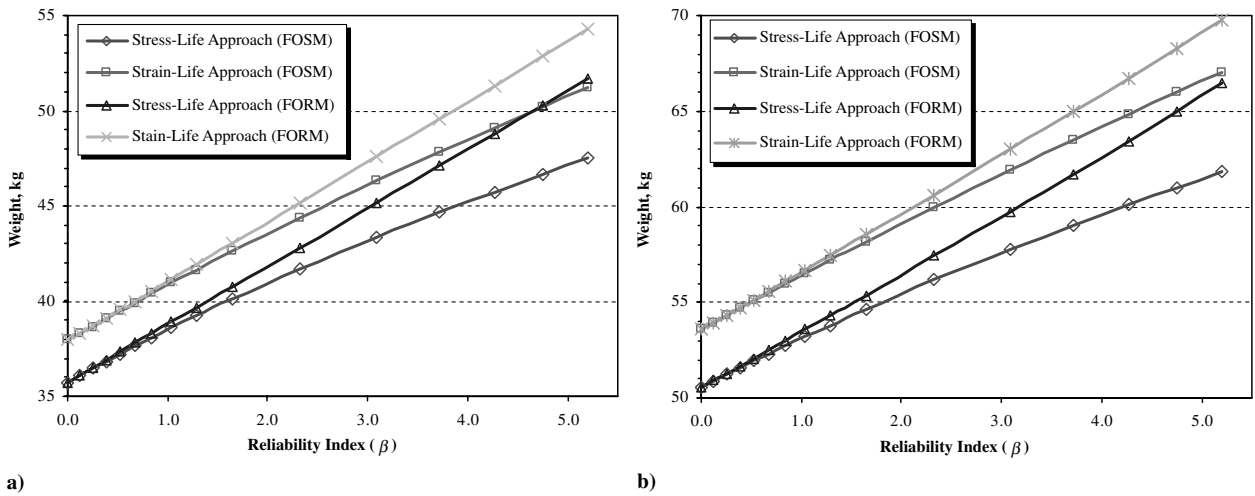 55
50
45
40
35
Weight, kg
Stress-Life Approach (FOSM)
Strain-Life Approach (FOSM)
Stress-Life Approach (FORM)
Stain-Life Approach (FORM)
0.0 1.0 2.0 3.0 4.0 5.0
Reliability Index ( β )
a)
70
65
60
55
50
Weight, kg
Stress-Life Approach (FOSM)
Strain-Life Approach (FOSM)
Stress-Life Approach (FORM)
Strain-Life Approach (FORM)
0.0 1.0 2.0 3.0 4.0 5.0
Reliability Index ( β )
b)